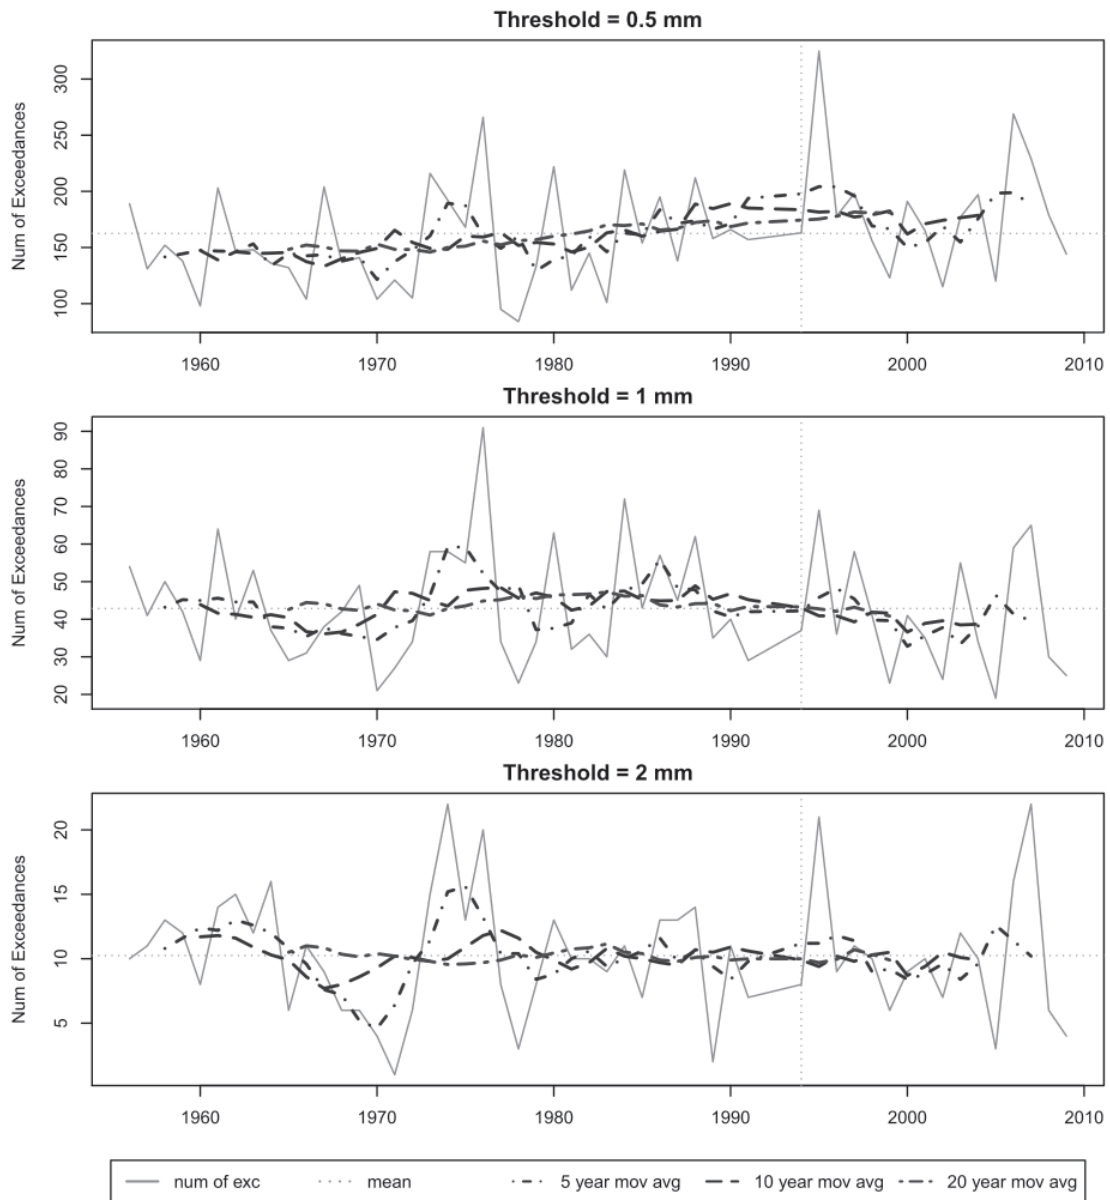 Threshold = 0.5 mm
Num of Exceedances
300
250
200
150
100
1960 1970 1980 1990 2000 2010
Threshold = 1 mm
Num of Exceedances
90
80
70
60
50
40
30
20
1960 1970 1980 1990 2000 2010
Threshold = 2 mm
Num of Exceedances
20
15
10
5
1960 1970 1980 1990 2000 2010
num of exc mean 5 year mov avg 10 year mov avg 20 year mov avg